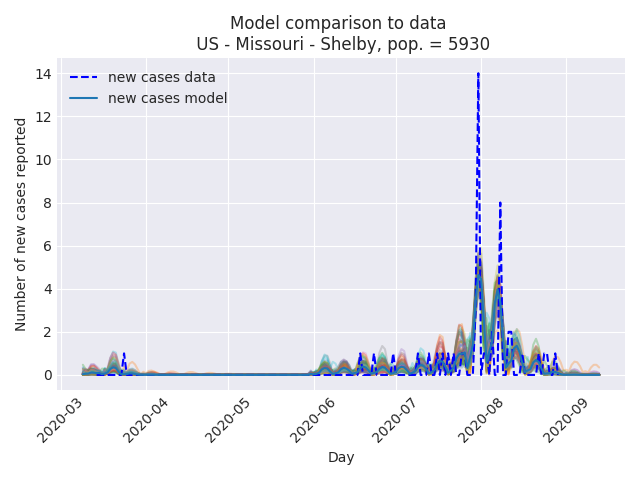 Model comparison to data
US - Missouri - Shelby, pop. = 5930
new cases data
new cases model
Number of new cases reported
14
12
10
8
6
4
2
0
2020-03
2020-04
2020-05
2020-06
2020-07
2020-08
2020-09
Day